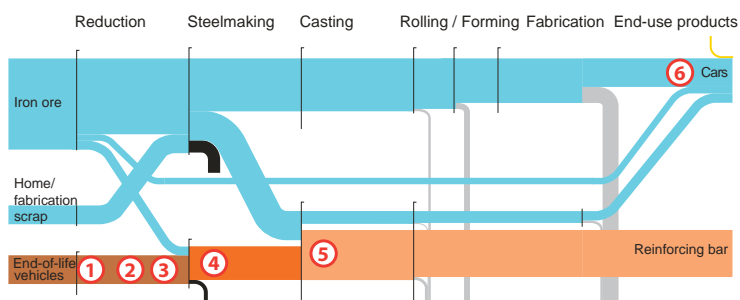 Reduction Steelmaking Casting Rolling / Forming Fabrication End-use products
6 Cars
Iron ore
Home/
fabrication
scrap
Reinforcing bar
End-of-life
vehicles
1 2 3 4 5